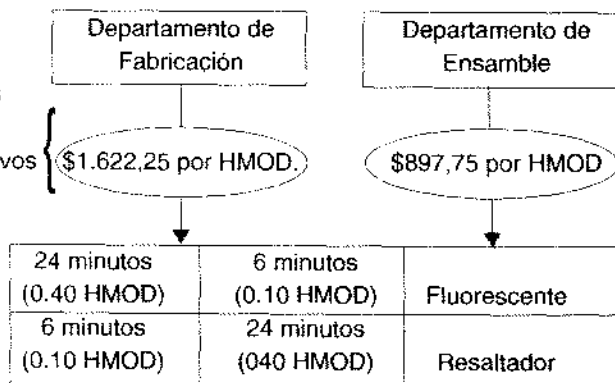 Departamento de
Fabricación
Departamento de
Ensamble
vos
$1.622,25 por HMOD.
$897,75 por HMOD
24 minutos
(0.40 HMOD)
6 minutos
(0.10 HMOD)
Fluorescente
6 minutos
(0.10 HMOD)
24 minutos
(040 HMOD)
Resaltador